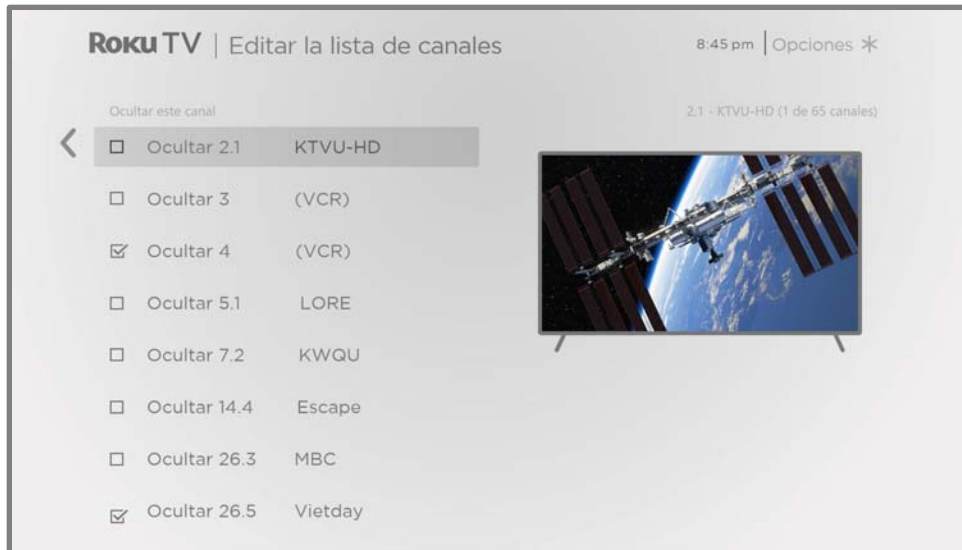 Roku TV | Editar la lista de canales
8:45 pm | Opciones *
Ocultar este canal
2.1 - KTVU-HD (1 de 65 canales)
Ocultar 2.1 KTVU-HD
Ocultar 3 (VCR)
Ocultar 4 (VCR)
Ocultar 5.1 LORE
Ocultar 7.2 KWQU
Ocultar 14.4 Escape
Ocultar 26.3 MBC
Ocultar 26.5 Vietday